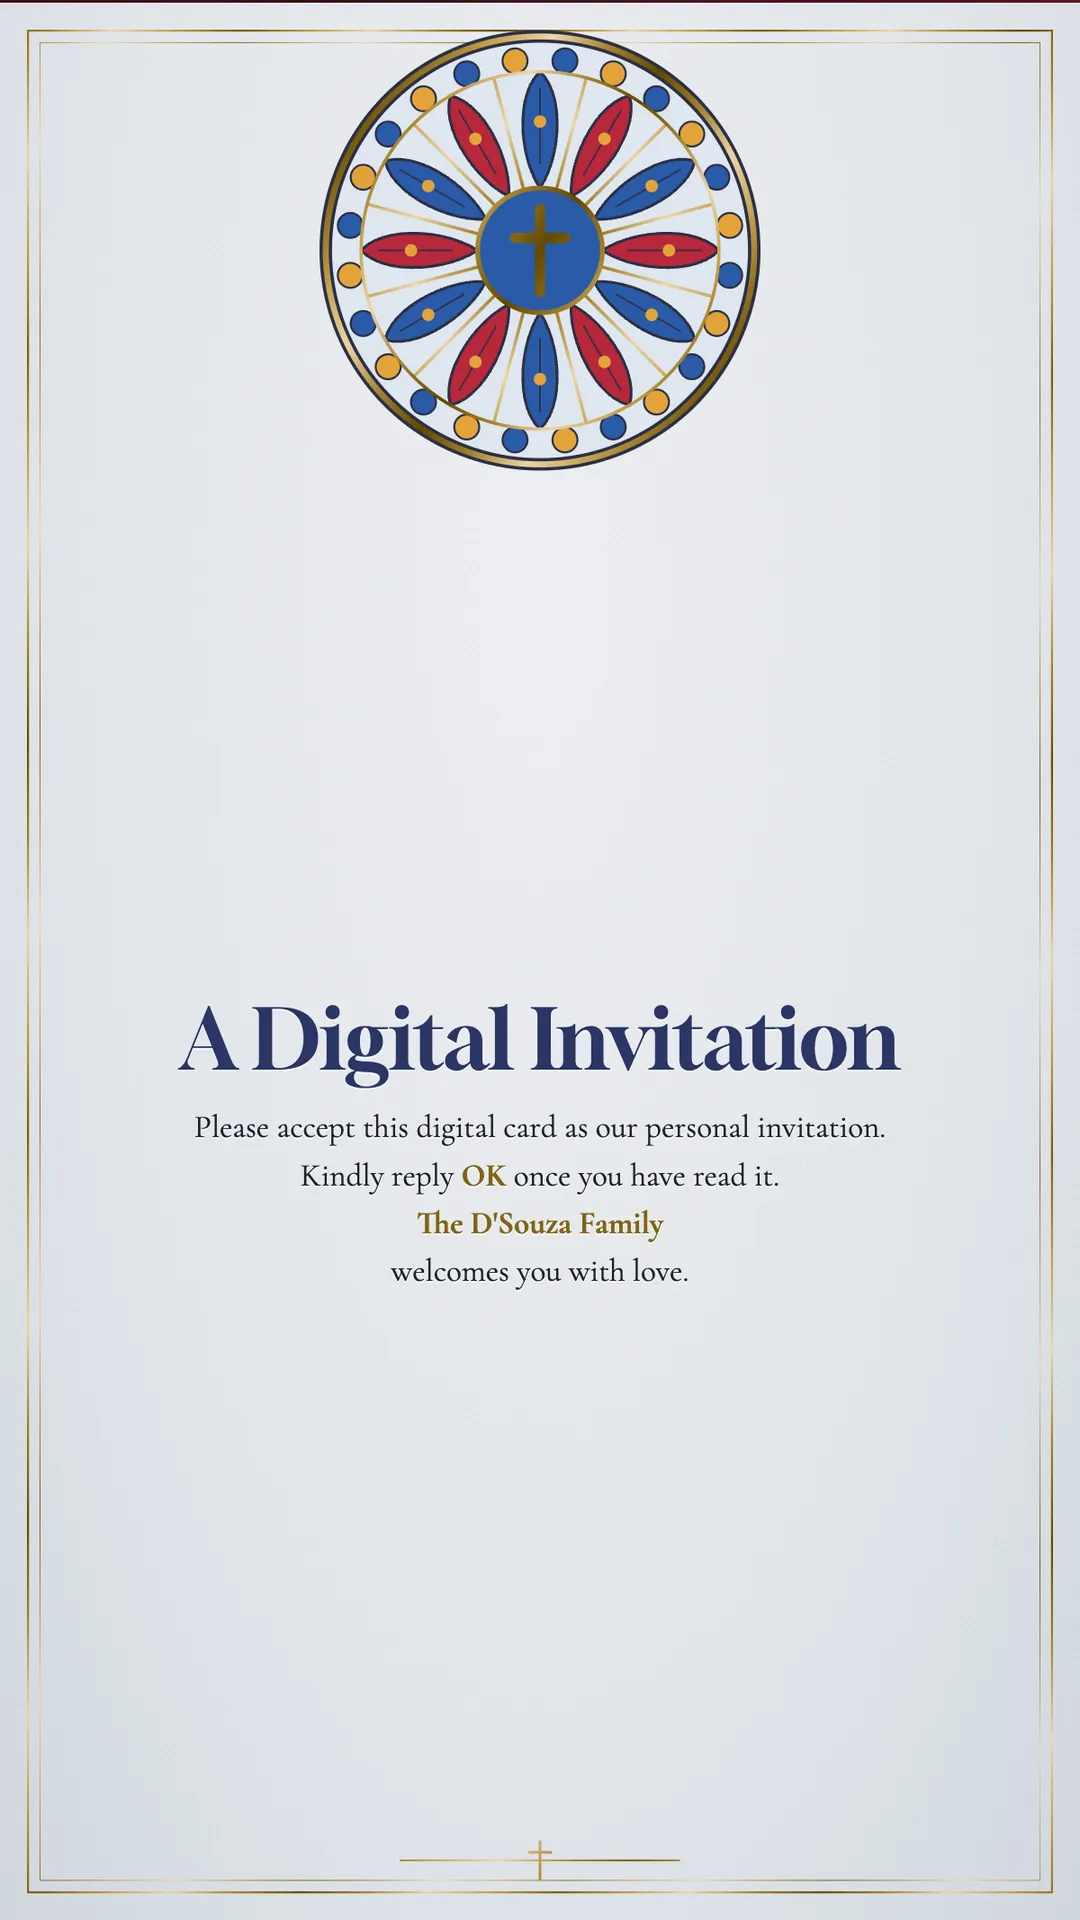 A Digital Invitation
Please accept this digital card as our personal invitation.
Kindly reply OK once you have read it.
The D'Souza Family
welcomes you with love.